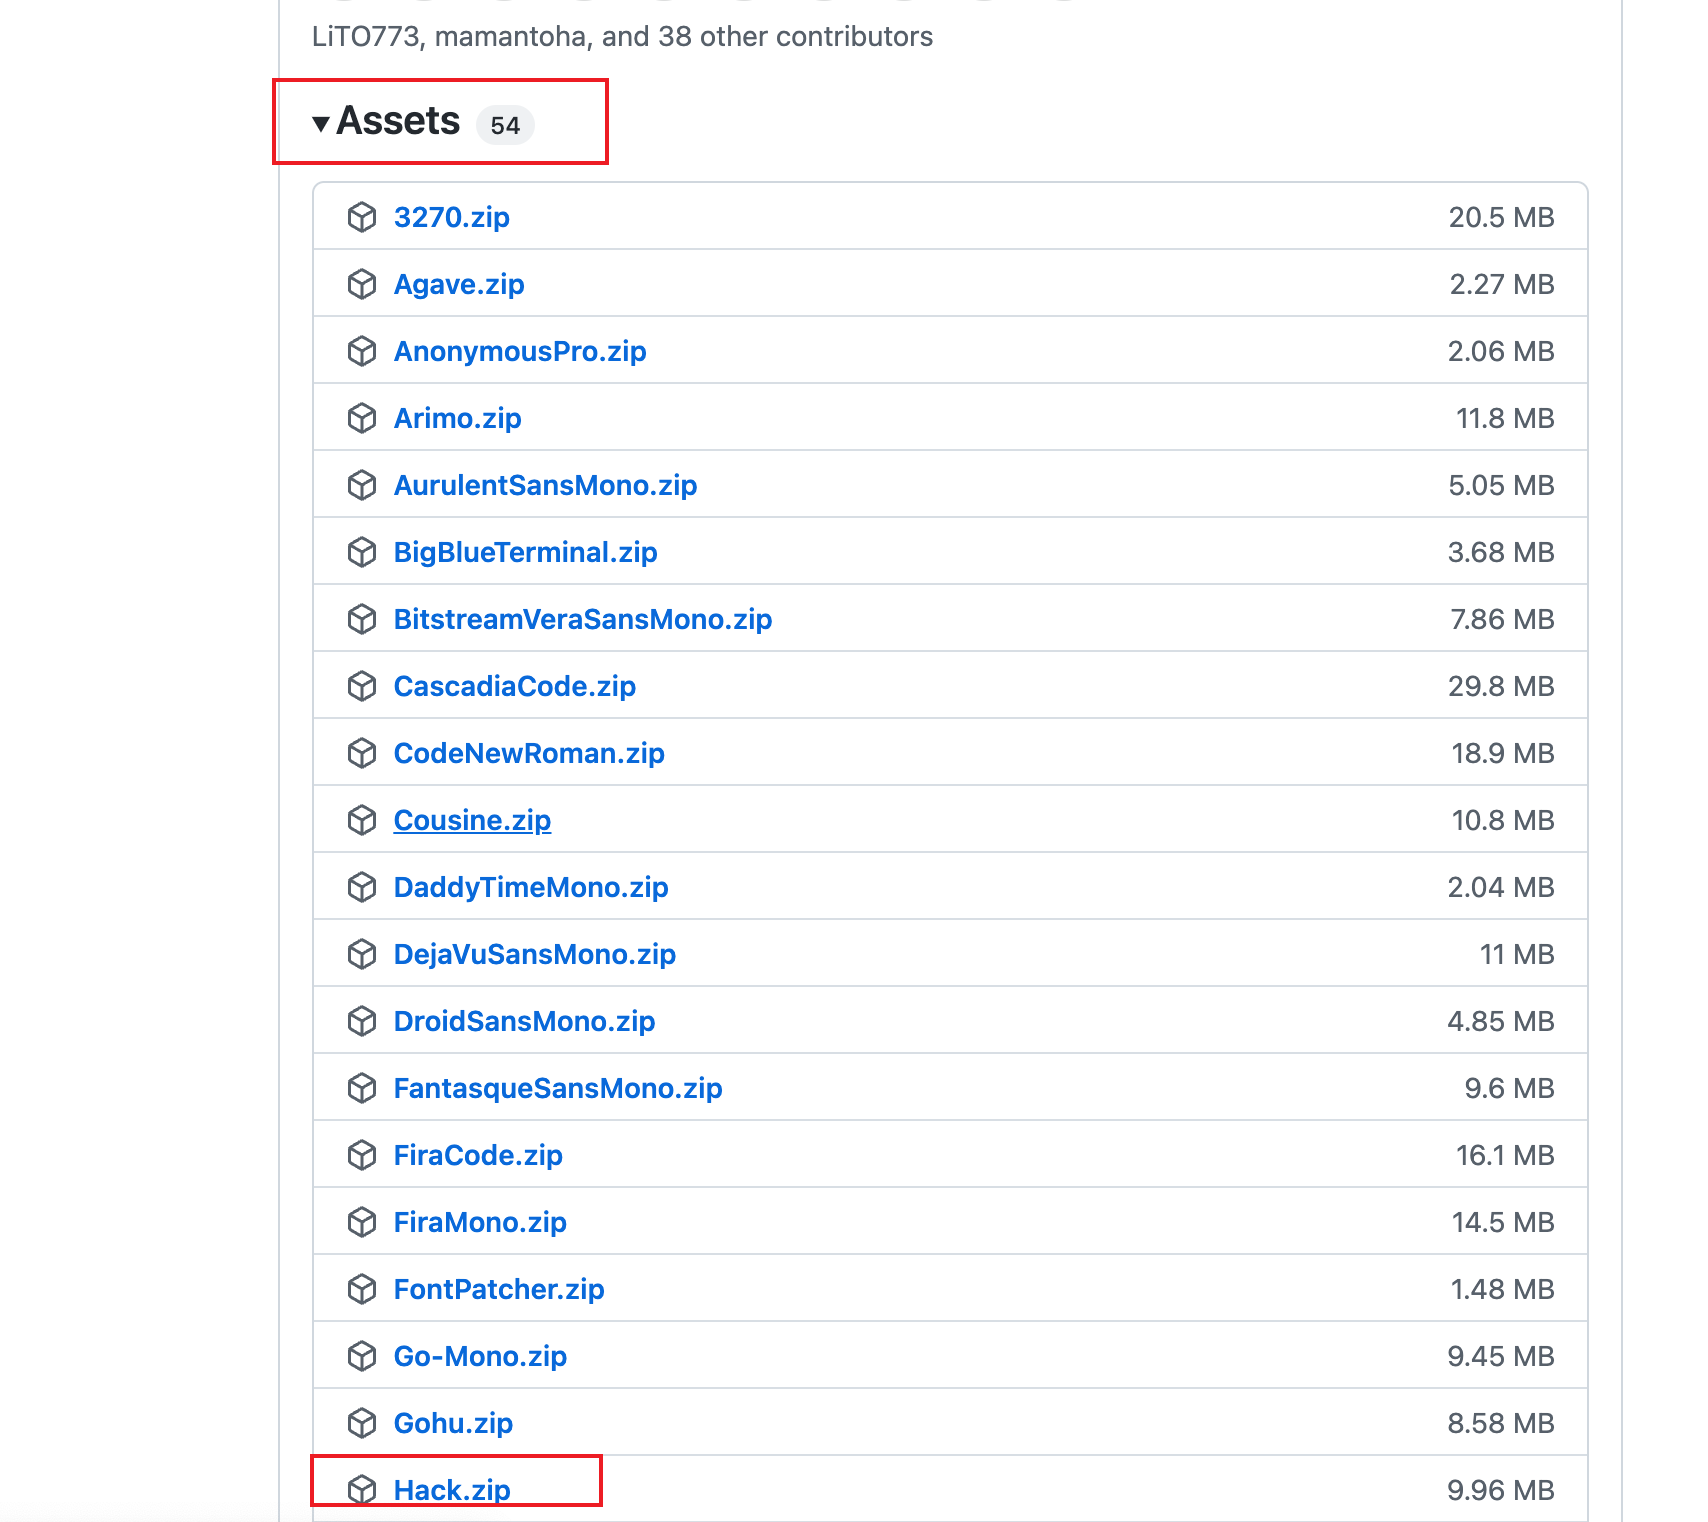 LiTO773, mamantoha, and 38 other contributors
Assets 54
3270.zip 20.5 MB
Agave.zip 2.27 MB
AnonymousPro.zip 2.06 MB
Arimo.zip 11.8 MB
AurulentSansMono.zip 5.05 MB
BigBlueTerminal.zip 3.68 MB
BitstreamVeraSansMono.zip 7.86 MB
CascadiaCode.zip 29.8 MB
CodeNewRoman.zip 18.9 MB
Cousine.zip 10.8 MB
DaddyTimeMono.zip 2.04 MB
DejaVuSansMono.zip 11 MB
DroidSansMono.zip 4.85 MB
FantasqueSansMono.zip 9.6 MB
FiraCode.zip 16.1 MB
FiraMono.zip 14.5 MB
FontPatcher.zip 1.48 MB
Go-Mono.zip 9.45 MB
Gohu.zip 8.58 MB
Hack.zip 9.96 MB